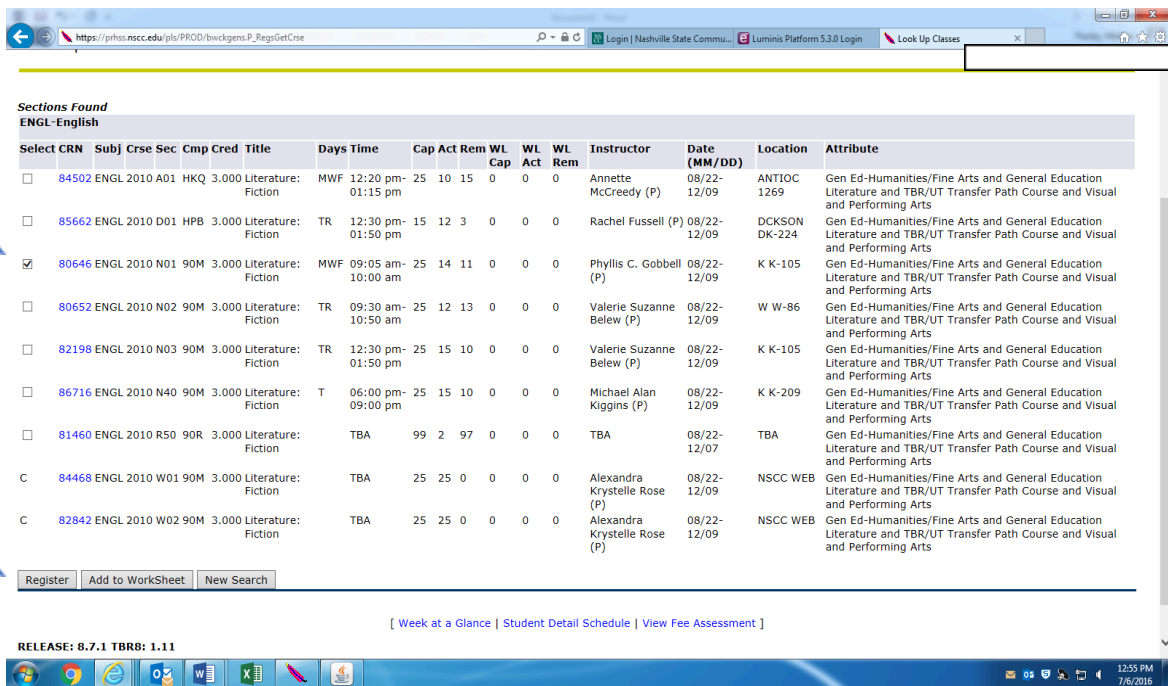 Document1 - Word
https://prhss.nscc.edu/pls/PROD/bwckgens.P_RegsGetCrse
Login | Nashville State Commu...
Luminis Platform 5.3.0 Login
Look Up Classes
Sections Found
ENGL-English
Select CRN Subj Crse Sec Cmp Cred Title Days Time Cap Act Rem WL WL WL Instructor Date Location Attribute
Cap Act Rem (MM/DD)
84502 ENGL 2010 A01 HKQ 3.000 Literature: MWF 12:20 pm- 25 10 15 0 0 0 Annette 08/22- ANTIOC Gen Ed-Humanities/Fine Arts and General Education
Fiction 01:15 pm McCreedy (P) 12/09 1269 Literature and TBR/UT Transfer Path Course and Visual
and Performing Arts
85662 ENGL 2010 D01 HPB 3.000 Literature: TR 12:30 pm- 15 12 3 0 0 0 Rachel Fussell (P) 08/22- DCKSON Gen Ed-Humanities/Fine Arts and General Education
Fiction 01:50 pm 12/09 DK-224 Literature and TBR/UT Transfer Path Course and Visual
and Performing Arts
80646 ENGL 2010 N01 90M 3.000 Literature: MWF 09:05 am- 25 14 11 0 0 0 Phyllis C. Gobbell 08/22- K K-105 Gen Ed-Humanities/Fine Arts and General Education
Fiction 10:00 am (P) 12/09 Literature and TBR/UT Transfer Path Course and Visual
and Performing Arts
80652 ENGL 2010 N02 90M 3.000 Literature: TR 09:30 am- 25 12 13 0 0 0 Valerie Suzanne 08/22- W W-86 Gen Ed-Humanities/Fine Arts and General Education
Fiction 10:50 am Belew (P) 12/09 Literature and TBR/UT Transfer Path Course and Visual
and Performing Arts
82198 ENGL 2010 N03 90M 3.000 Literature: TR 12:30 pm- 25 15 10 0 0 0 Valerie Suzanne 08/22- K K-105 Gen Ed-Humanities/Fine Arts and General Education
Fiction 01:50 pm Belew (P) 12/09 Literature and TBR/UT Transfer Path Course and Visual
and Performing Arts
86716 ENGL 2010 N40 90M 3.000 Literature: T 06:00 pm- 25 15 10 0 0 0 Michael Alan 08/22- K K-209 Gen Ed-Humanities/Fine Arts and General Education
Fiction 09:00 pm Kiggins (P) 12/09 Literature and TBR/UT Transfer Path Course and Visual
and Performing Arts
81460 ENGL 2010 R50 90R 3.000 Literature: TBA 99 2 97 0 0 0 TBA 08/22- TBA Gen Ed-Humanities/Fine Arts and General Education
Fiction 12/07 Literature and TBR/UT Transfer Path Course and Visual
and Performing Arts
C 84468 ENGL 2010 W01 90M 3.000 Literature: TBA 25 25 0 0 0 0 Alexandra 08/22- NSCC WEB Gen Ed-Humanities/Fine Arts and General Education
Fiction Krystelle Rose 12/09 Literature and TBR/UT Transfer Path Course and Visual
(P) and Performing Arts
C 82842 ENGL 2010 W02 90M 3.000 Literature: TBA 25 25 0 0 0 0 Alexandra 08/22- NSCC WEB Gen Ed-Humanities/Fine Arts and General Education
Fiction Krystelle Rose 12/09 Literature and TBR/UT Transfer Path Course and Visual
(P) and Performing Arts
Register Add to WorkSheet New Search
[ Week at a Glance | Student Detail Schedule | View Fee Assessment ]
RELEASE: 8.7.1 TBR8: 1.11
12:55 PM
7/6/2016